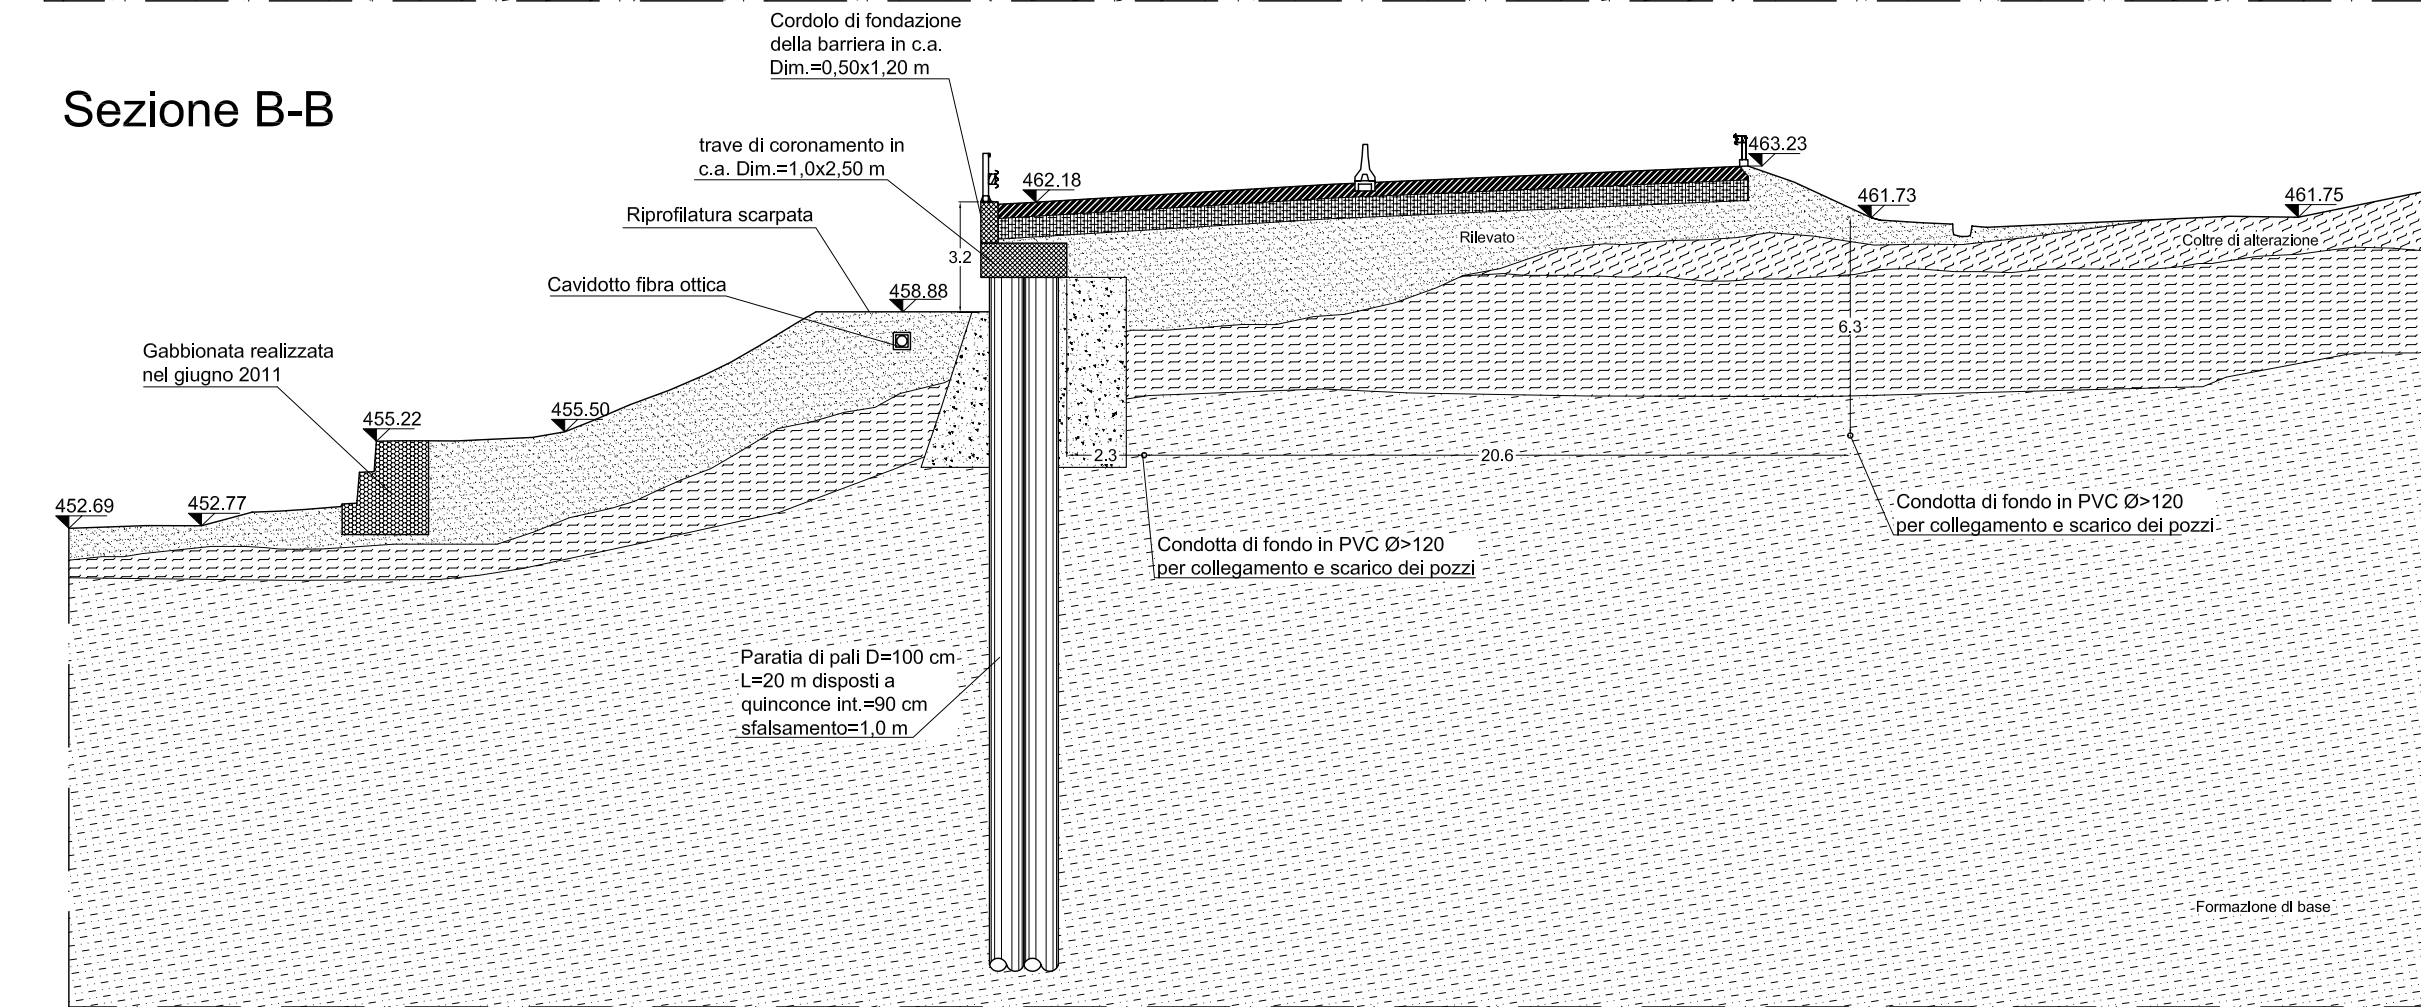 Cordolo di fondazione
della barriera in c.a.
Dim.=0,50x1,20 m
Sezione B-B
trave di coronamento in
c.a. Dim.=1,0x2,50 m
463.23
462.18
461.73
461.75
Riprofilatura scarpata
Rilevato
Coltre di alterazione
3.2
Cavidotto fibra ottica
458.88
6.3
Gabbionata realizzata
nel giugno 2011
455.22
455.50
2.3
20.6
452.69
452.77
Condotta di fondo in PVC Ø>120
per collegamento e scarico dei pozzi
Condotta di fondo in PVC Ø>120
per collegamento e scarico dei pozzi
Paratia di pali D=100 cm
L=20 m disposti a
quinconce int.=90 cm
sfalsamento=1,0 m
Formazione di base